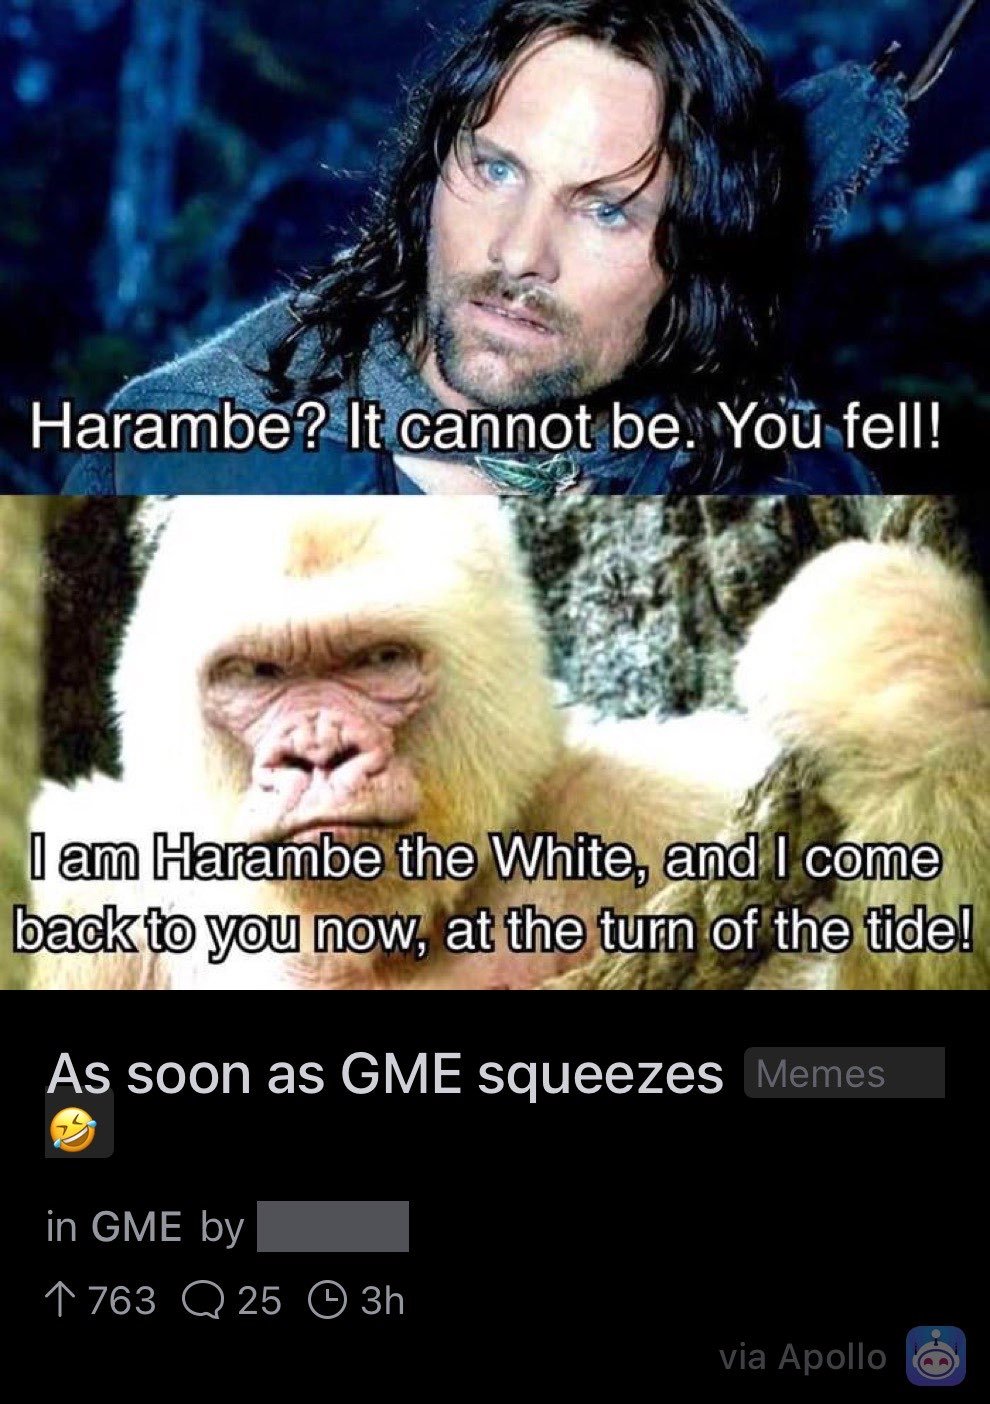 Harambe? It cannot be. You fell!
I am Harambe the White, and I come
back to you now, at the turn of the tide!
As soon as GME squeezes Memes
🤣
in GME by
763 25 3h
via Apollo